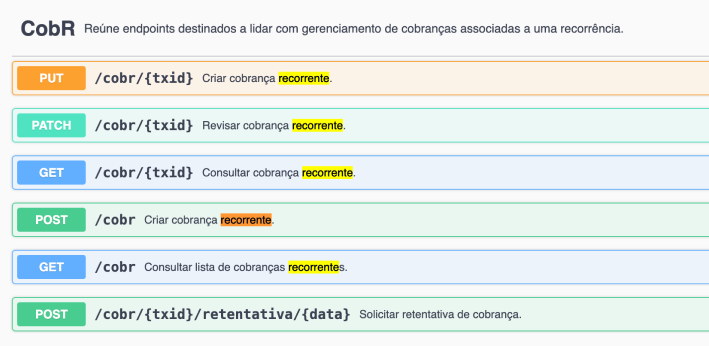 CobR Reúne endpoints destinados a lidar com gerenciamento de cobranças associadas a uma recorrência.
PUT /cobr/{txid} Criar cobrança recorrente.
PATCH /cobr/{txid} Revisar cobrança recorrente.
GET /cobr/{txid} Consultar cobrança recorrente.
POST /cobr Criar cobrança recorrente.
GET /cobr Consultar lista de cobranças recorrentes.
POST /cobr/{txid}/retentativa/{data} Solicitar retentativa de cobrança.